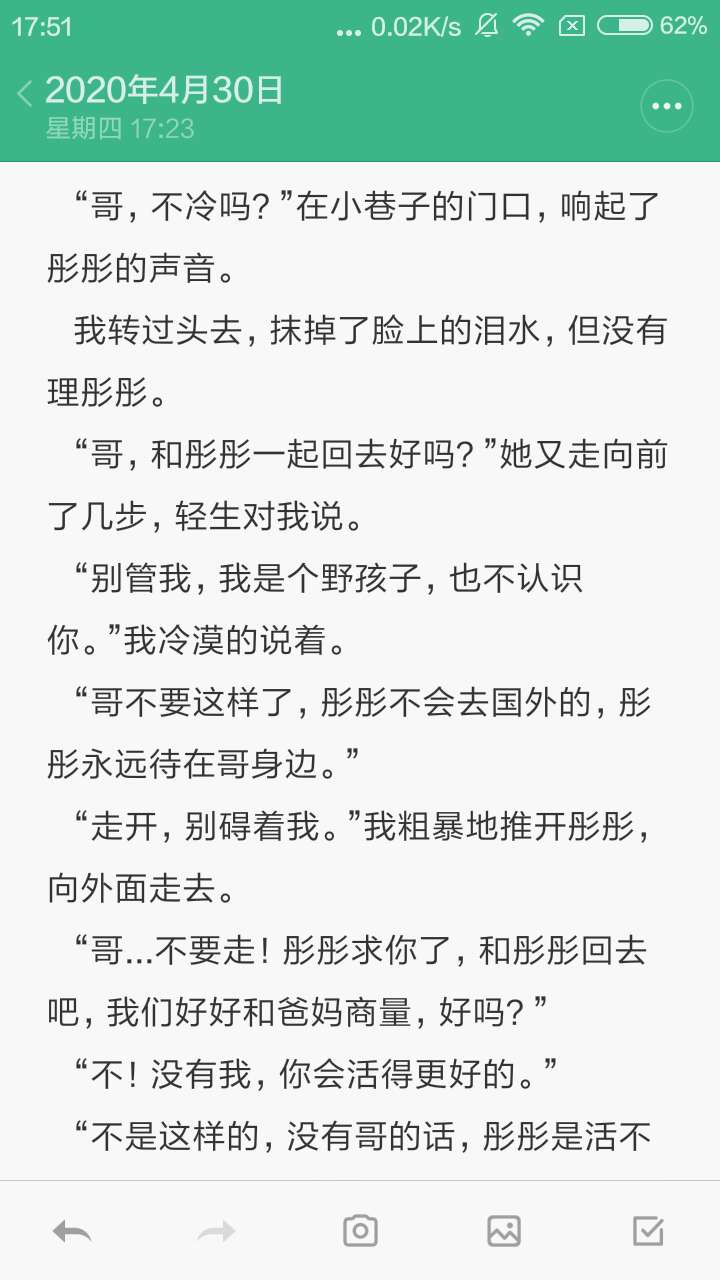 17:51 ... 0.02K/s 62%
2020年4月30日
星期四 17:23
“哥，不冷吗？”在小巷子的门口，响起了
彤彤的声音。
我转过头去，抹掉了脸上的泪水，但没有
理彤彤。
“哥，和彤彤一起回去好吗？”她又走向前
了几步，轻生对我说。
“别管我，我是个野孩子，也不认识
你。”我冷漠的说着。
“哥不要这样了，彤彤不会去国外的，彤
彤永远待在哥身边。”
“走开，别碍着我。”我粗暴地推开彤彤，
向外面走去。
“哥...不要走！彤彤求你了，和彤彤回去
吧，我们好好和爸妈商量，好吗？”
“不！没有我，你会活得更好的。”
“不是这样的，没有哥的话，彤彤是活不